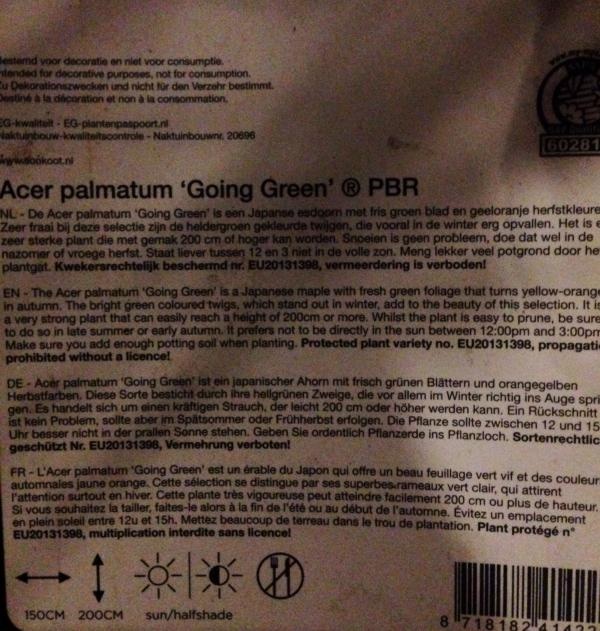 estemd voor decoratie en niet voor consumptie.
ntended for decorative purposes, not for consumption.
Zu Dekorationszwecken und nicht für den Verzehr bestimmt.
Destiné à la décoration et non à la consommation.
EG-kwaliteit - EG-plantenpaspoort.nl
Naktuinbouw-kwaliteitscontrole - Naktuinbouwnr. 20696
60281
Acer palmatum ‘Going Green’ ® PBR
NL - De Acer palmatum ‘Going Green’ is een Japanse esdoorn met fris groen blad en geeloranje herfstkleure
Zeer fraai bij deze selectie zijn de heldergroen gekleurde twijgen, die vooral in de winter erg opvallen. Het is e
zeer sterke plant die met gemak 200 cm of hoger kan worden. Snoeien is geen probleem, doe dat wel in de
nazomer of vroege herfst. Staat liever tussen 12 en 3 niet in de volle zon. Meng lekker veel potgrond door he
plantgat. Kwekersrechtelijk beschermd nr. EU20131398, vermeerdering is verboden!
EN - The Acer palmatum ‘Going Green’ is a Japanese maple with fresh green foliage that turns yellow-orange
in autumn. The bright green coloured twigs, which stand out in winter, add to the beauty of this selection. It is
a very strong plant that can easily reach a height of 200cm or more. Whilst the plant is easy to prune, be sure
to do so in late summer or early autumn. It prefers not to be directly in the sun between 12:00pm and 3:00pm
Make sure you add enough potting soil when planting. Protected plant variety no. EU20131398, propagati
prohibited without a licence!
DE - Acer palmatum ‘Going Green’ ist ein japanischer Ahorn mit frisch grünen Blättern und orangegelben
Herbstfarben. Diese Sorte besticht durch ihre hellgrünen Zweige, die vor allem im Winter richtig ins Auge spri
gen. Es handelt sich um einen kräftigen Strauch, der leicht 200 cm oder höher werden kann. Ein Rückschnitt
ist kein Problem, sollte aber im Spätsommer oder Frühherbst erfolgen. Die Pflanze sollte zwischen 12 und 15
Uhr besser nicht in der prallen Sonne stehen. Geben Sie ordentlich Pflanzerde ins Pflanzloch. Sortenrechtlic
geschützt Nr. EU20131398, Vermehrung verboten!
FR - L'Acer palmatum ‘Going Green’ est un érable du Japon qui offre un beau feuillage vert vif et des couleur
automnales jaune orange. Cette sélection se distingue par ses superbes rameaux vert clair, qui attirent
l'attention surtout en hiver. Cette plante très vigoureuse peut atteindre facilement 200 cm ou plus de hauteur.
Si vous souhaitez la tailler, faites-le alors à la fin de l'été ou au début de l'automne. Évitez un emplacement
en plein soleil entre 12u et 15h. Mettez beaucoup de terreau dans le trou de plantation. Plant protégé n°
EU20131398, multiplication interdite sans licence!
150CM 200CM sun/halfshade
8 718182